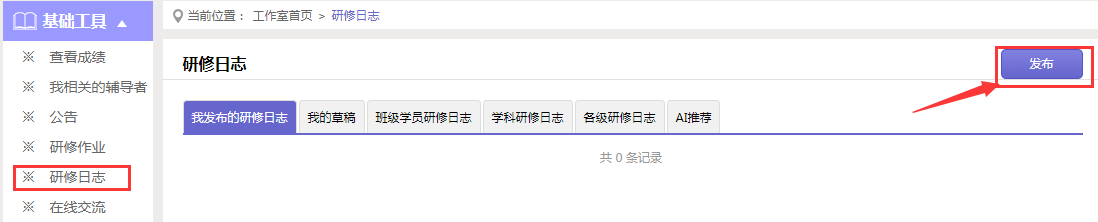 基础工具
※ 查看成绩
※ 我相关的辅导者
※ 公告
※ 研修作业
※ 研修日志
※ 在线交流
当前位置： 工作室首页 > 研修日志
研修日志
发布
我发布的研修日志 我的草稿 班级学员研修日志 学科研修日志 各级研修日志 AI推荐
共 0 条记录